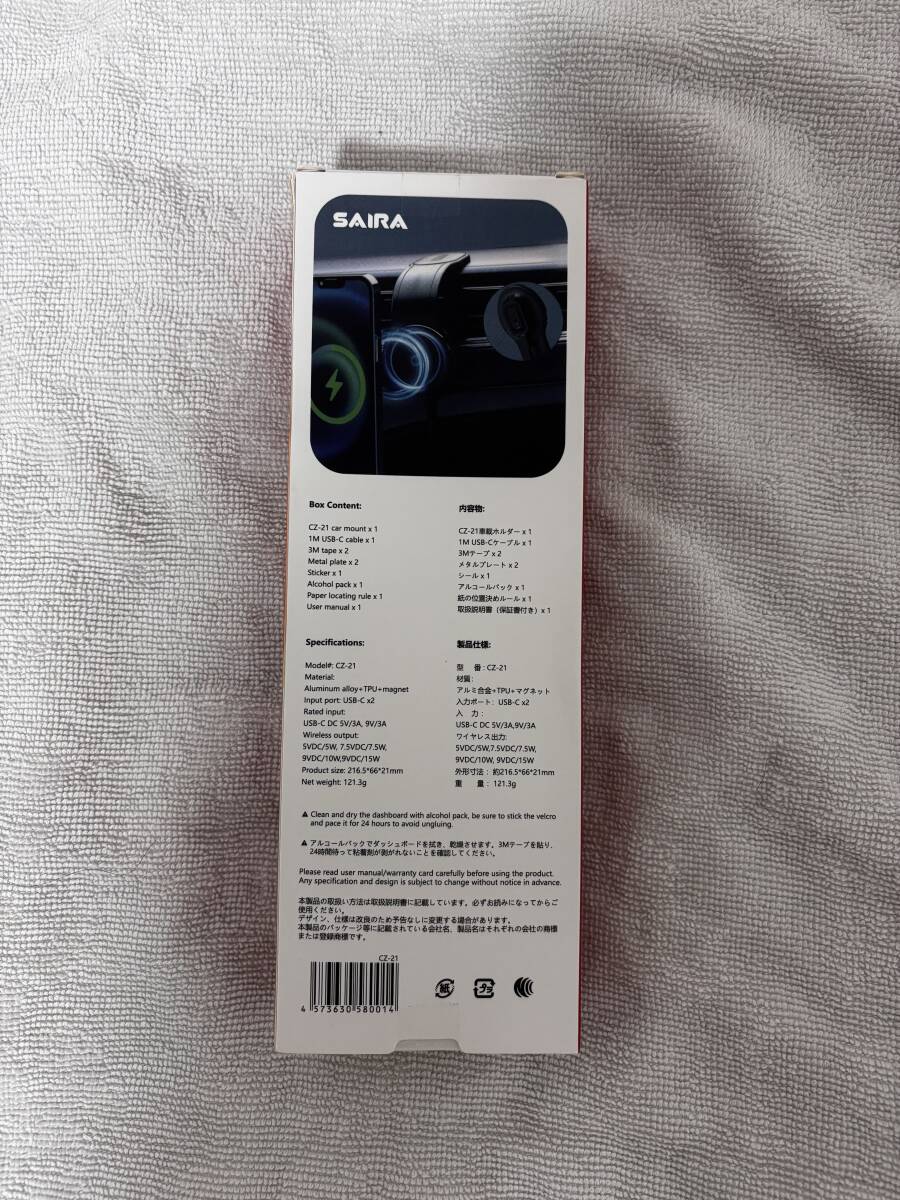 SAIRA
Box Content:
CZ-21 car mount x 1
1M USB-C cable x 1
3M tape x 2
Metal plate x 2
Sticker x 1
Alcohol pack x 1
Paper locating rule x 1
User manual x 1
内容物:
CZ-21車載ホルダー x 1
1M USB-Cケーブル x 1
3Mテープ x 2
メタルプレート x 2
シール x 1
アルコールパック x 1
紙の位置決めルール x 1
取扱説明書（保証書付き）x 1
Specifications:
Model#: CZ-21
Material:
Aluminum alloy+TPU+magnet
Input port: USB-C x2
Rated input:
USB-C DC 5V/3A, 9V/3A
Wireless output:
5VDC/5W, 7.5VDC/7.5W,
9VDC/10W,9VDC/15W
Product size: 216.5*66*21mm
Net weight: 121.3g
製品仕様:
型 番 : CZ-21
材質:
アルミ合金+TPU+マグネット
入力ポート: USB-C x2
入 力 :
USB-C DC 5V/3A,9V/3A
ワイヤレス出力:
5VDC/5W,7.5VDC/7.5W,
9VDC/10W, 9VDC/15W
外形寸法 : 約216.5*66*21mm
重 量 : 121.3g
▲ Clean and dry the dashboard with alcohol pack, be sure to stick the velcro
and pace it for 24 hours to avoid ungluing.
▲ アルコールパックでダッシュボードを拭き、乾燥させます。3Mテープを貼り、
24時間待って粘着剤が剥がれないことを確認してください。
Please read user manual/warranty card carefully before using the product.
Any specification and design is subject to change without notice in advance.
本製品の取扱い方法は取扱説明書に記載しています。必ずお読みになってからご
使用ください。
デザイン、仕様は改良のため予告なしに変更する場合があります。
本製品のパッケージ等に記載されている会社名、製品名はそれぞれの会社の商標
または登録商標です。
CZ-21
4 573630 580014
紙
プラ